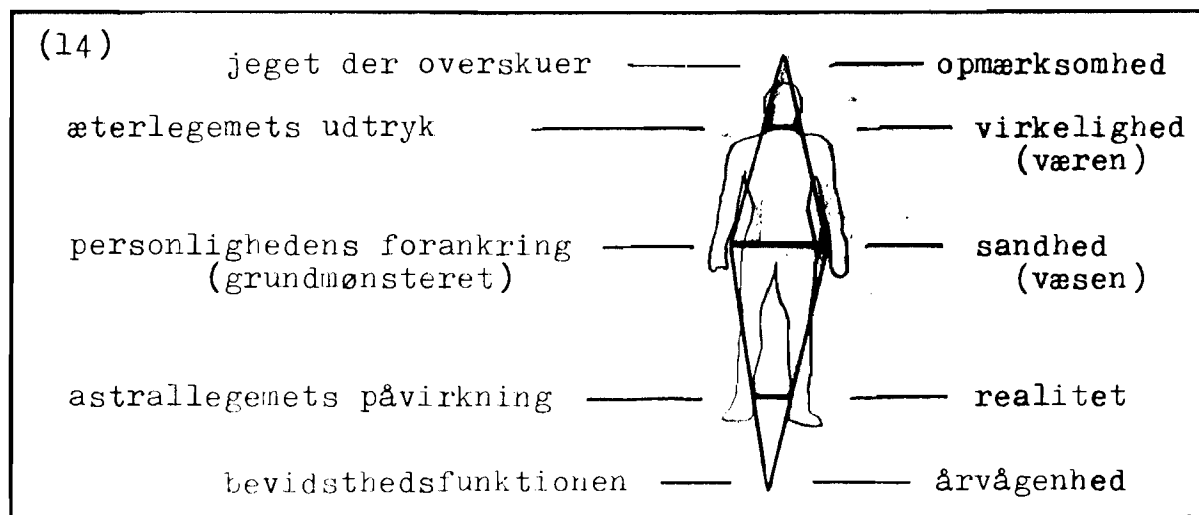 (14)
jeget der overskuer
opmærksomhed
æterlegemets udtryk
virkelighed
(væren)
personlighedens forankring
(grundmønsteret)
sandhed
(væsen)
astrallegemets påvirkning
realitet
bevidsthedsfunktionen
årvågenhed